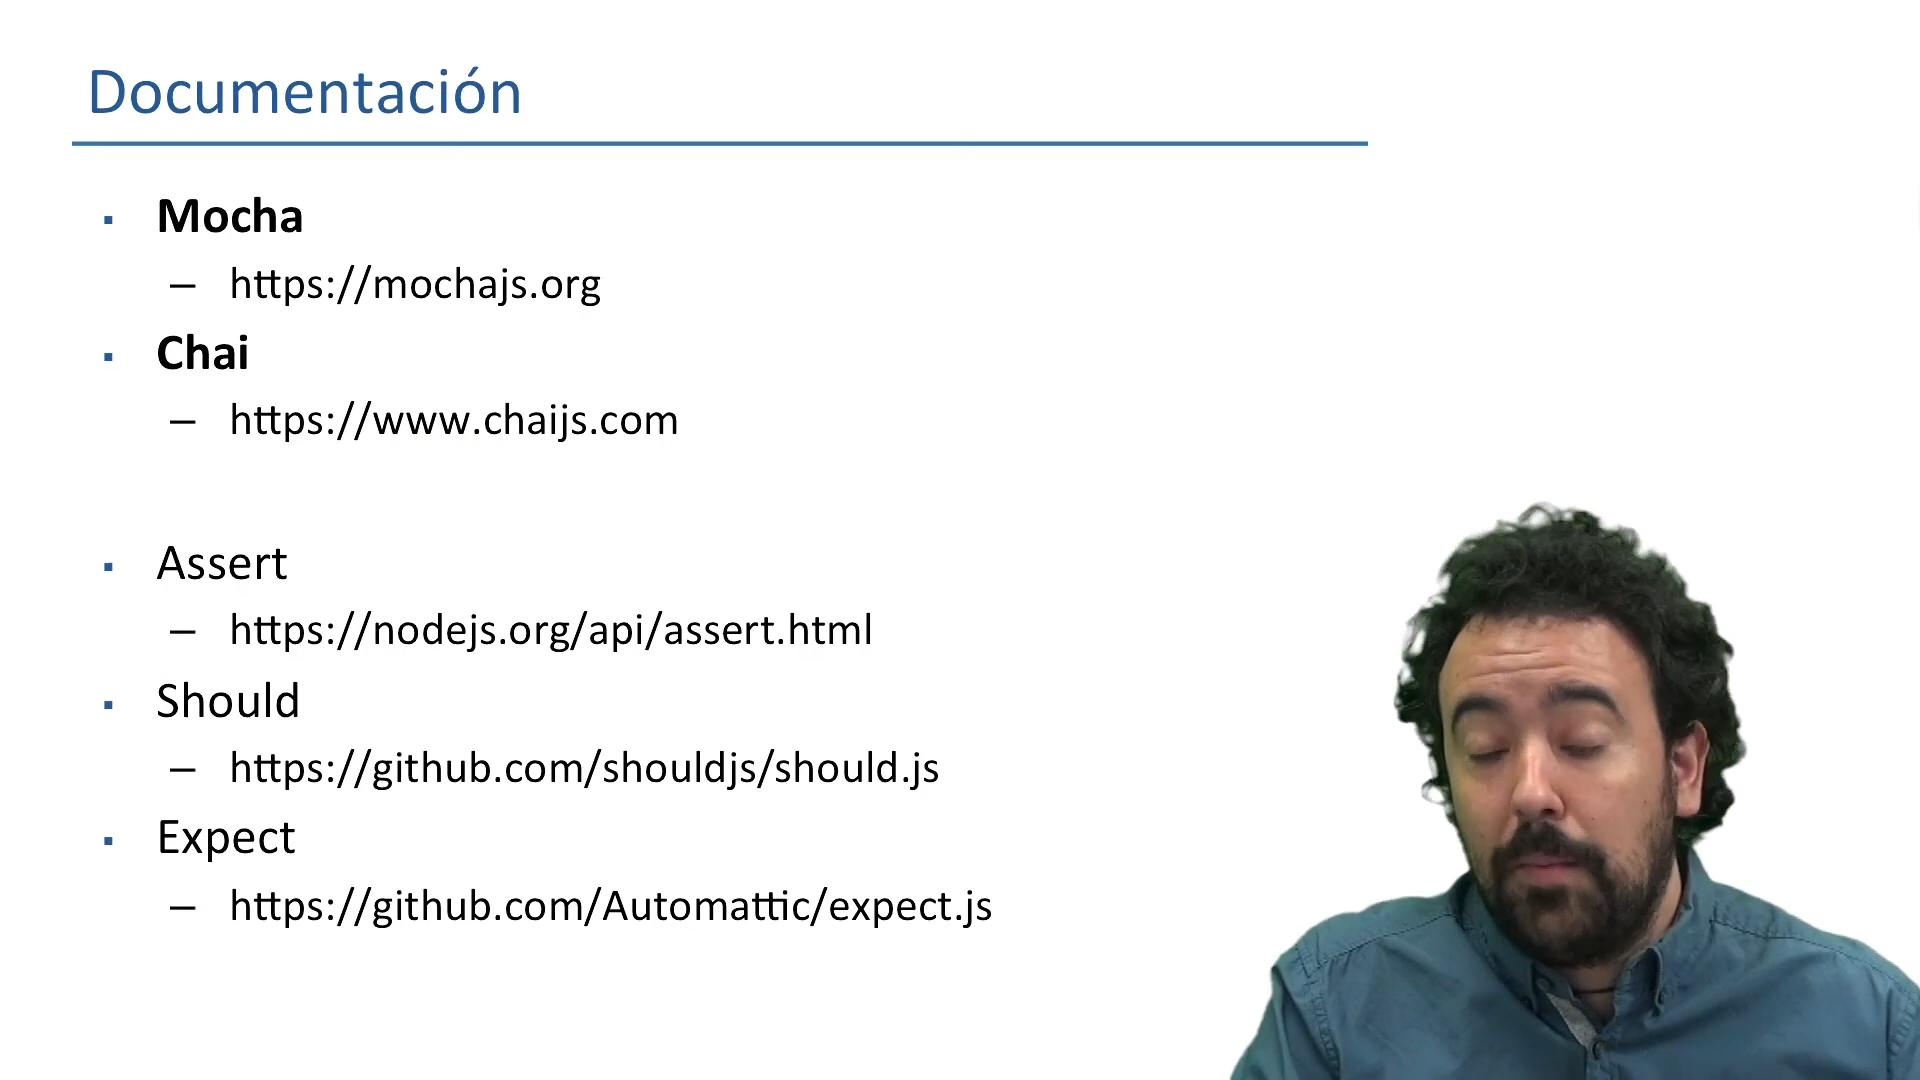 Documentación
▪ Mocha
– https://mochajs.org
▪ Chai
– https://www.chaijs.com
▪ Assert
– https://nodejs.org/api/assert.html
▪ Should
– https://github.com/shouldjs/should.js
▪ Expect
– https://github.com/Automattic/expect.js